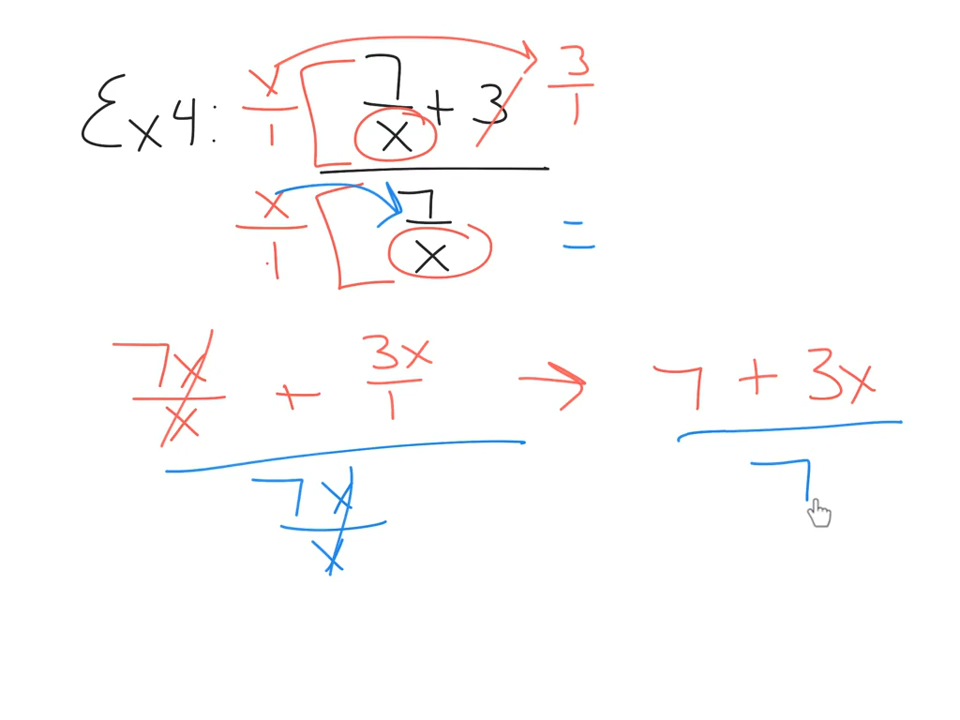 Ex4: x/1 [ 7/x + 3 3/1
x/1 [ 7/x =
7x/x + 3x/1 → 7 + 3x
7x/x 7